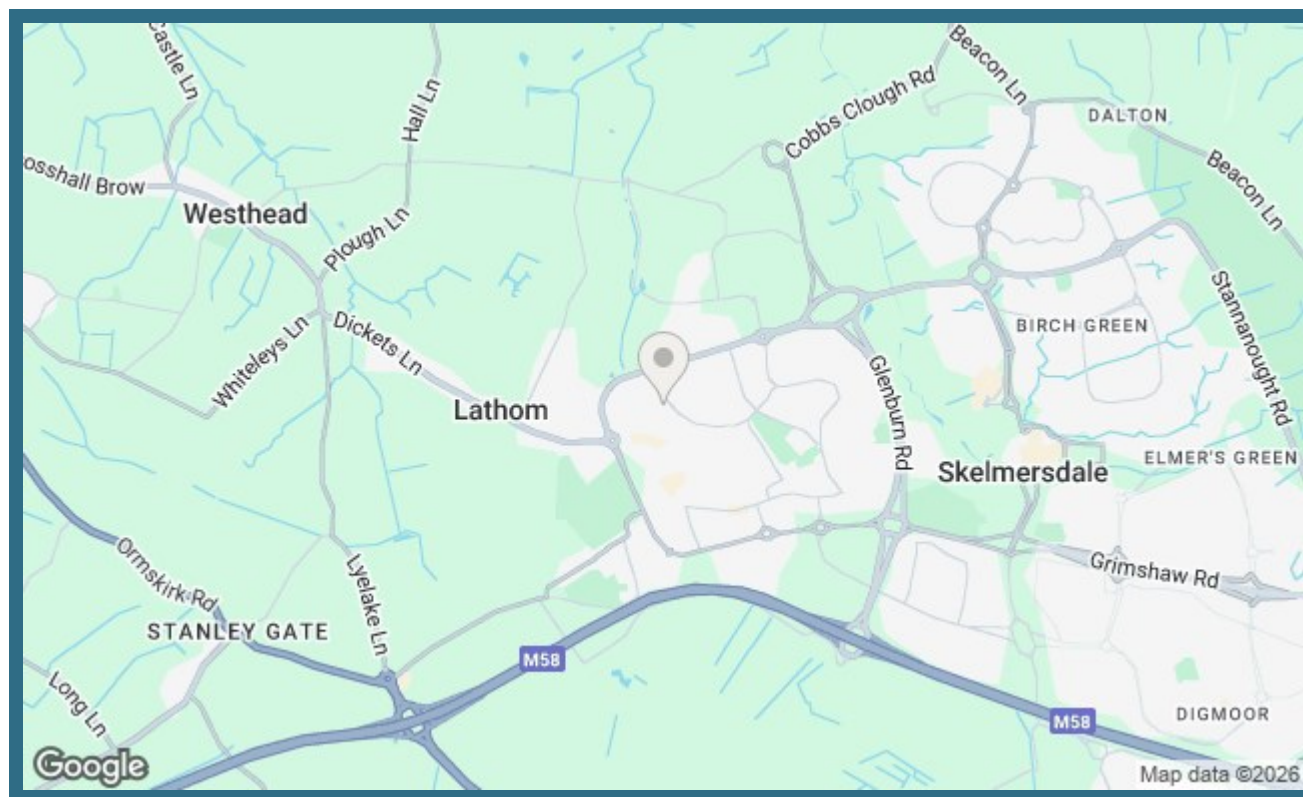 Castle Ln
Hall Ln
Cobbs Clough Rd
Beacon Ln
DALTON
Beacon Ln
osshall Brow
Westhead
Plough Ln
Stannanought Rd
BIRCH GREEN
Dickets Ln
Whiteleys Ln
Glenburn Rd
Lathom
ELMER'S GREEN
Skelmersdale
Ormskirk Rd
Lyelake Ln
Grimshaw Rd
STANLEY GATE
M58
Long Ln
M58
DIGMOOR
Google
Map data ©2026